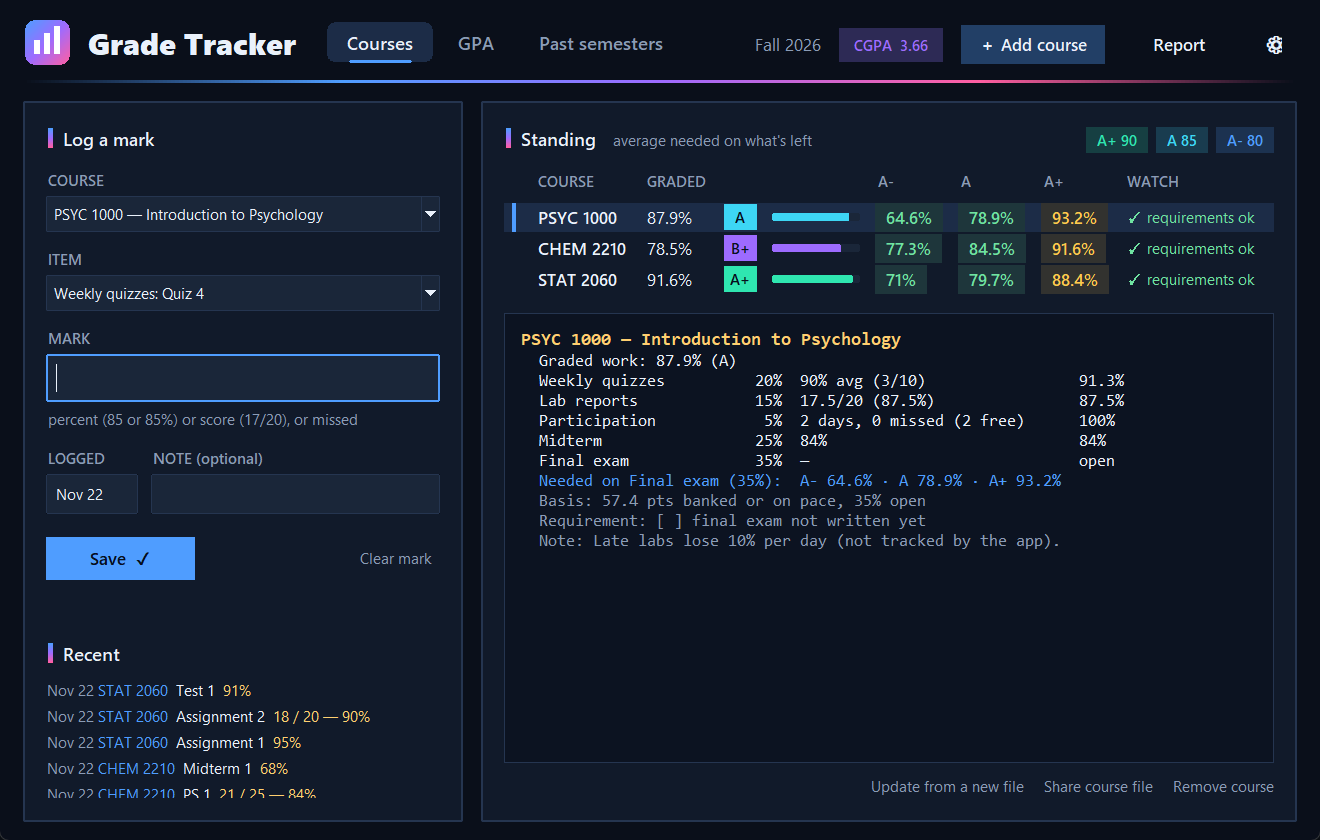 Grade Tracker Courses GPA Past semesters Fall 2026 CGPA 3.66 + Add course Report
Log a mark
COURSE
PSYC 1000 — Introduction to Psychology
ITEM
Weekly quizzes: Quiz 4
MARK
percent (85 or 85%) or score (17/20), or missed
LOGGED NOTE (optional)
Nov 22
Save ✓ Clear mark
Recent
Nov 22 STAT 2060 Test 1 91%
Nov 22 STAT 2060 Assignment 2 18 / 20 — 90%
Nov 22 STAT 2060 Assignment 1 95%
Nov 22 CHEM 2210 Midterm 1 68%
Nov 22 CHEM 2210 PS 1 21 / 25 — 84%
Standing average needed on what's left A+ 90 A 85 A- 80
COURSE GRADED A- A A+ WATCH
PSYC 1000 87.9% A 64.6% 78.9% 93.2% ✓ requirements ok
CHEM 2210 78.5% B+ 77.3% 84.5% 91.6% ✓ requirements ok
STAT 2060 91.6% A+ 71% 79.7% 88.4% ✓ requirements ok
PSYC 1000 — Introduction to Psychology
Graded work: 87.9% (A)
Weekly quizzes 20% 90% avg (3/10) 91.3%
Lab reports 15% 17.5/20 (87.5%) 87.5%
Participation 5% 2 days, 0 missed (2 free) 100%
Midterm 25% 84% 84%
Final exam 35% — open
Needed on Final exam (35%): A- 64.6% · A 78.9% · A+ 93.2%
Basis: 57.4 pts banked or on pace, 35% open
Requirement: [ ] final exam not written yet
Note: Late labs lose 10% per day (not tracked by the app).
Update from a new file Share course file Remove course